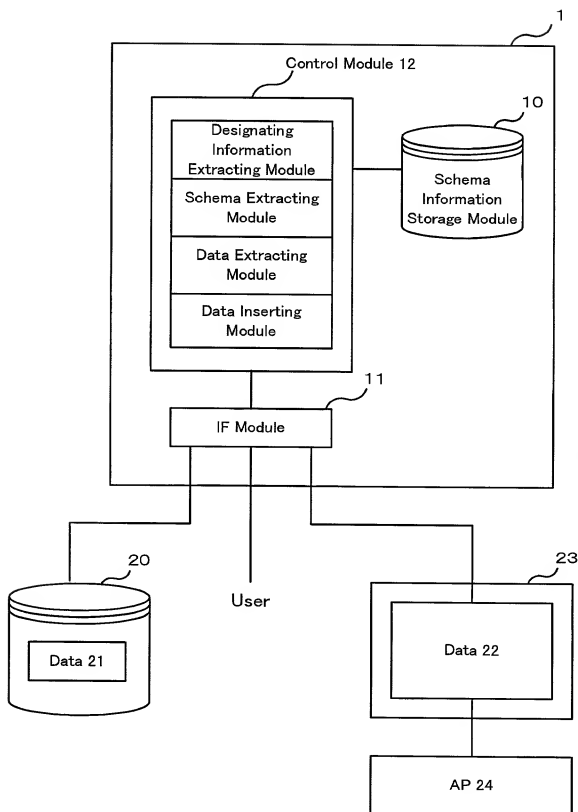 1
Control Module 12
10
Designating
Information
Extracting Module
Schema Extracting
Module
Data Extracting
Module
Data Inserting
Module
Schema
Information
Storage Module
11
IF Module
20
User
23
Data 21
Data 22
AP 24